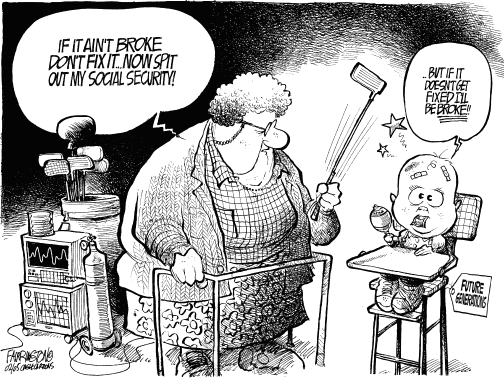 IF IT AIN'T BROKE
DON'T FIX IT...NOW SPIT
OUT MY SOCIAL SECURITY!
...BUT IF IT
DOESN'T GET
FIXED I'LL
BE BROKE!!
FUTURE
GENERATIONS